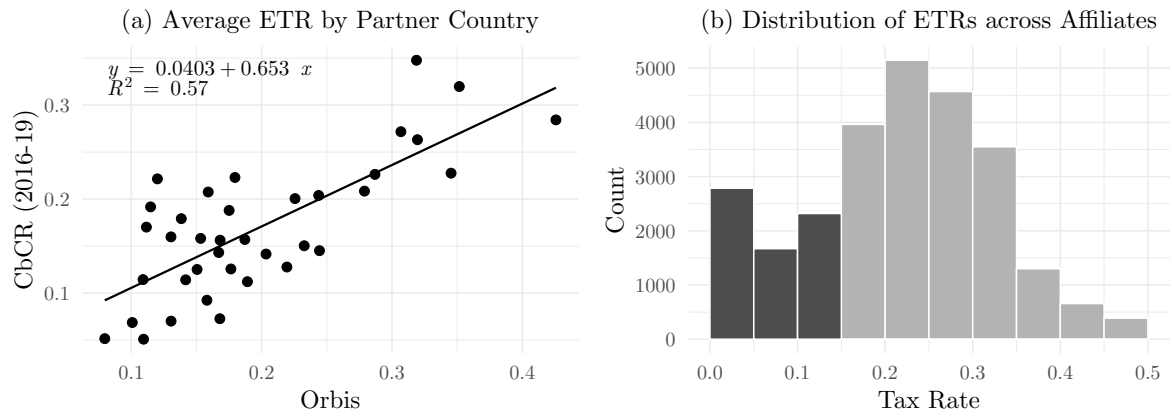 (a) Average ETR by Partner Country
y = 0.0403 + 0.653 x
R² = 0.57
0.3
0.2
0.1
CbCR (2016-19)
0.1 0.2 0.3 0.4
Orbis
(b) Distribution of ETRs across Affiliates
5000
4000
3000
2000
1000
0
Count
0.0 0.1 0.2 0.3 0.4 0.5
Tax Rate